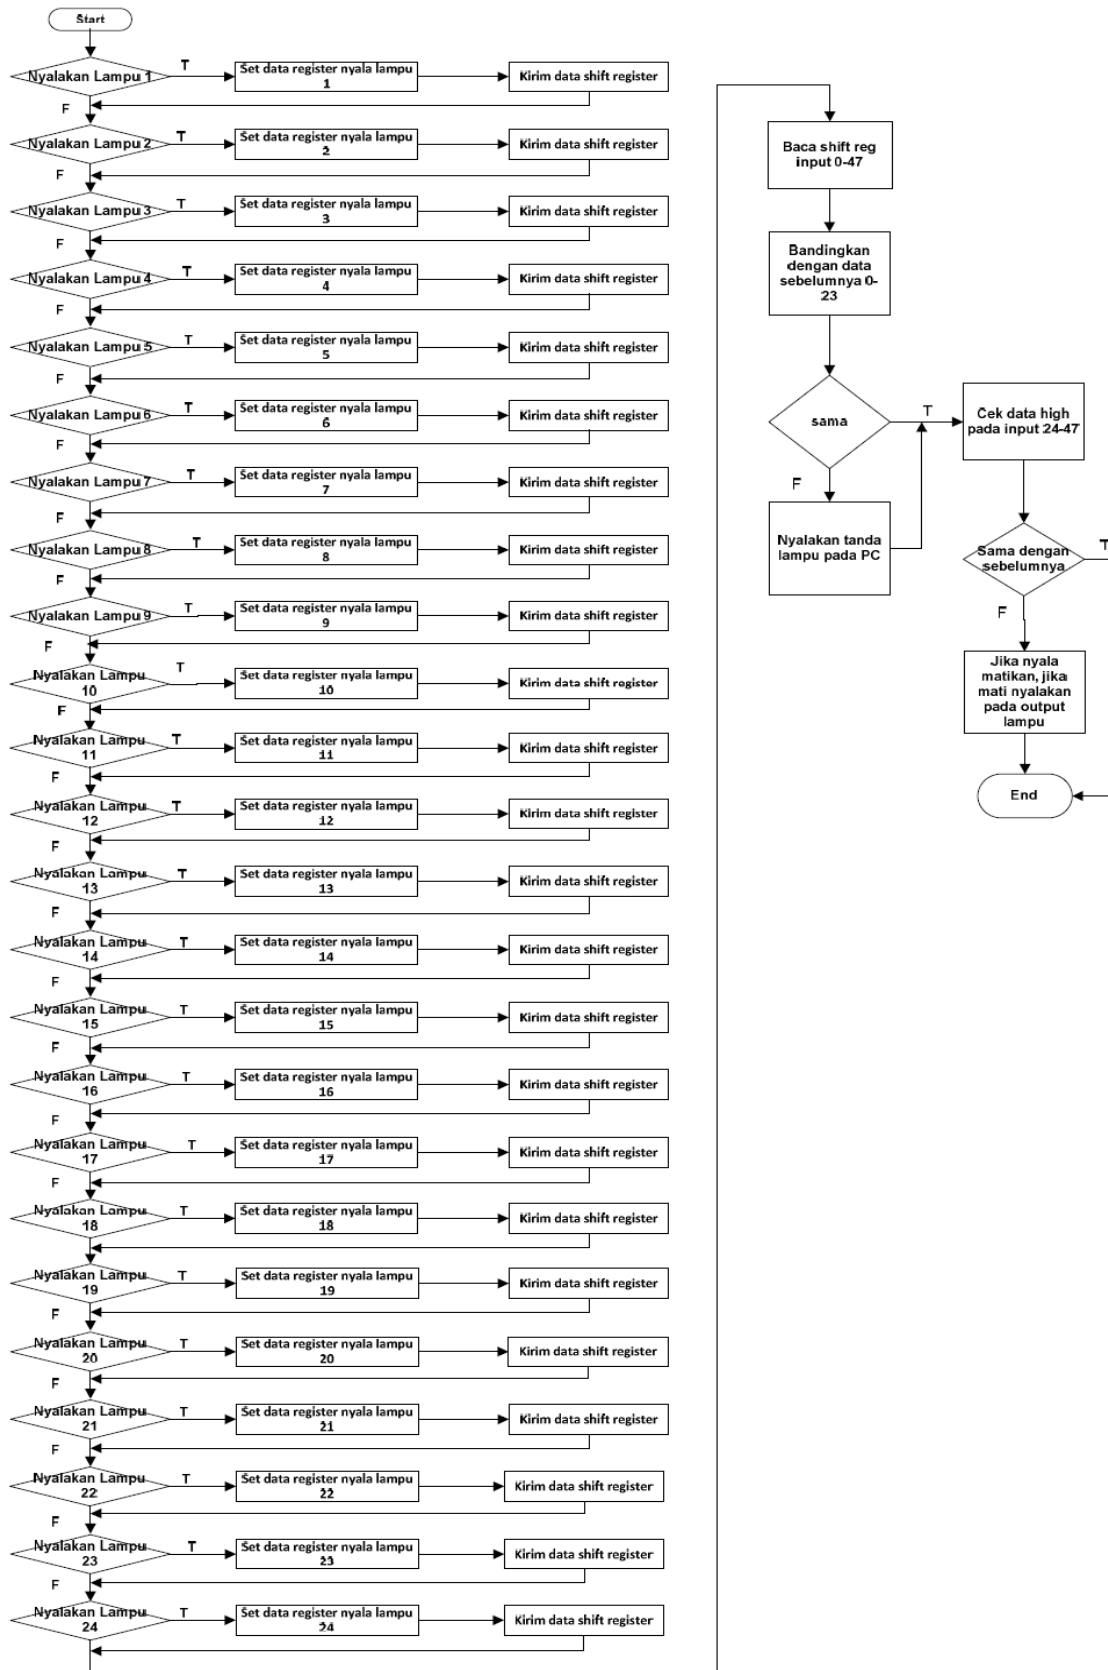 Start
Nyalakan Lampu 1
T
Set data register nyala lampu
1
Kirim data shift register
F
Nyalakan Lampu 2
T
Set data register nyala lampu
2
Kirim data shift register
F
Nyalakan Lampu 3
T
Set data register nyala lampu
3
Kirim data shift register
F
Nyalakan Lampu 4
T
Set data register nyala lampu
4
Kirim data shift register
F
Nyalakan Lampu 5
T
Set data register nyala lampu
5
Kirim data shift register
F
Nyalakan Lampu 6
T
Set data register nyala lampu
6
Kirim data shift register
F
Nyalakan Lampu 7
T
Set data register nyala lampu
7
Kirim data shift register
F
Nyalakan Lampu 8
T
Set data register nyala lampu
8
Kirim data shift register
F
Nyalakan Lampu 9
T
Set data register nyala lampu
9
Kirim data shift register
F
Nyalakan Lampu
10
T
Set data register nyala lampu
10
Kirim data shift register
F
Nyalakan Lampu
11
T
Set data register nyala lampu
11
Kirim data shift register
F
Nyalakan Lampu
12
T
Set data register nyala lampu
12
Kirim data shift register
F
Nyalakan Lampu
13
T
Set data register nyala lampu
13
Kirim data shift register
F
Nyalakan Lampu
14
T
Set data register nyala lampu
14
Kirim data shift register
F
Nyalakan Lampu
15
T
Set data register nyala lampu
15
Kirim data shift register
F
Nyalakan Lampu
16
T
Set data register nyala lampu
16
Kirim data shift register
F
Nyalakan Lampu
17
T
Set data register nyala lampu
17
Kirim data shift register
F
Nyalakan Lampu
18
T
Set data register nyala lampu
18
Kirim data shift register
F
Nyalakan Lampu
19
T
Set data register nyala lampu
19
Kirim data shift register
F
Nyalakan Lampu
20
T
Set data register nyala lampu
20
Kirim data shift register
F
Nyalakan Lampu
21
T
Set data register nyala lampu
21
Kirim data shift register
F
Nyalakan Lampu
22
T
Set data register nyala lampu
22
Kirim data shift register
F
Nyalakan Lampu
23
T
Set data register nyala lampu
23
Kirim data shift register
F
Nyalakan Lampu
24
T
Set data register nyala lampu
24
Kirim data shift register
Baca shift reg
input 0-47
Bandingkan
dengan data
sebelumnya 0-
23
sama
T
F
Nyalakan tanda
lampu pada PC
Cek data high
pada input 24-47
Sama dengan
sebelumnya
T
F
Jika nyala
matikan, jika
mati nyalakan
pada output
lampu
End